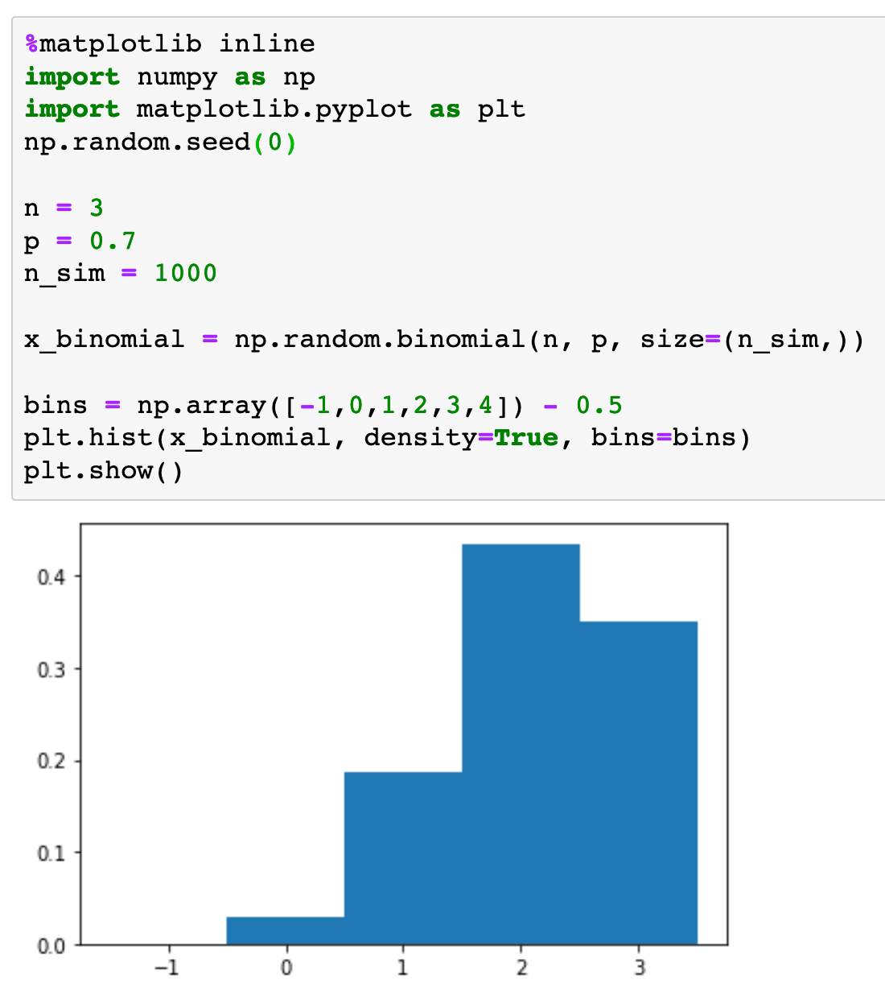 %matplotlib inline
import numpy as np
import matplotlib.pyplot as plt
np.random.seed(0)
n = 3
p = 0.7
n_sim = 1000
x_binomial = np.random.binomial(n, p, size=(n_sim,))
bins = np.array([-1,0,1,2,3,4]) - 0.5
plt.hist(x_binomial, density=True, bins=bins)
plt.show()
0.4
0.3
0.2
0.1
0.0
−1 0 1 2 3